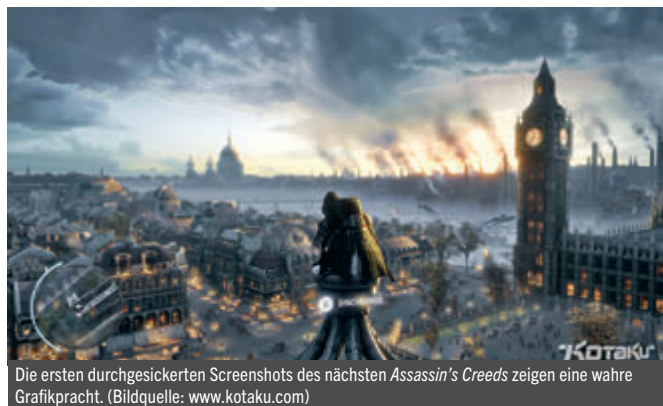 KOTAKU
Die ersten durchgesickerten Screenshots des nächsten Assassin's Creeds zeigen eine wahre
Grafikpracht. (Bildquelle: www.kotaku.com)